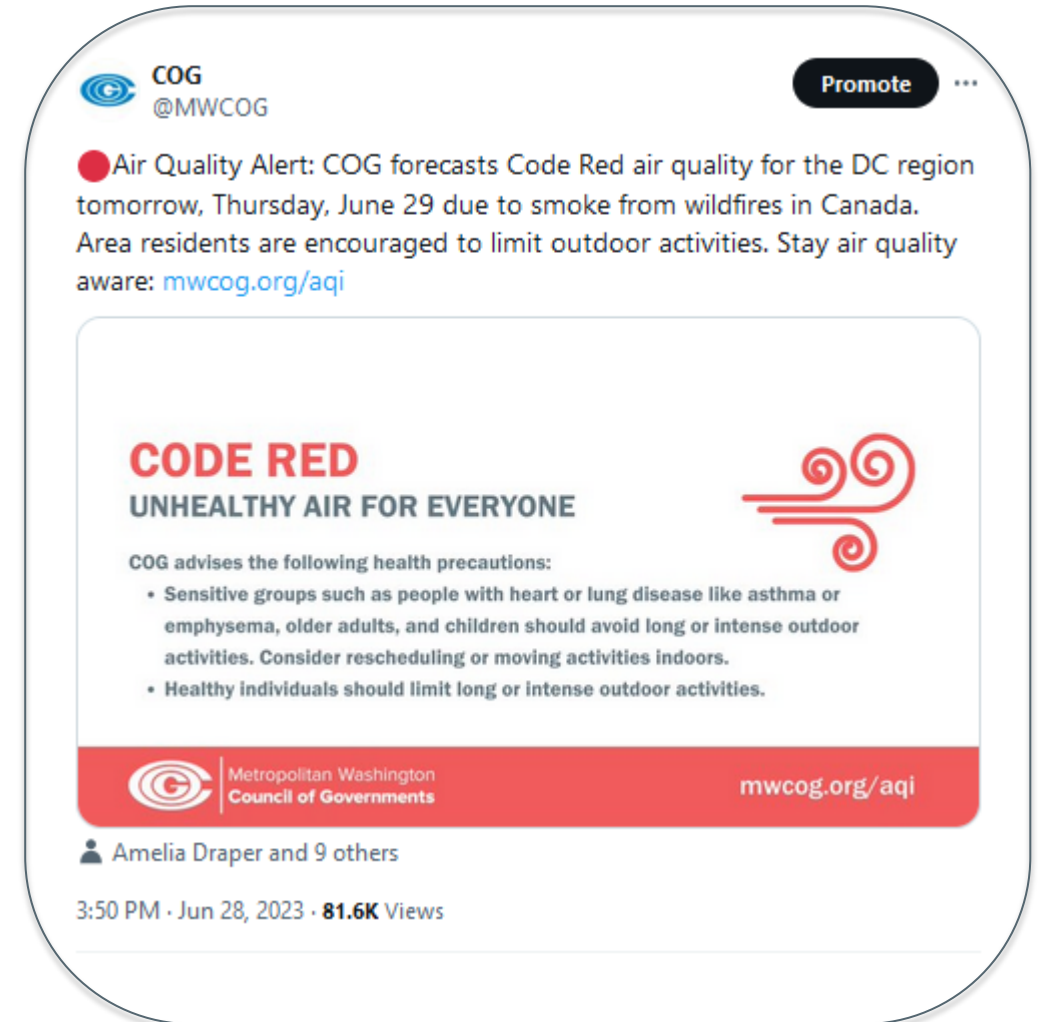 COG
@MWCOG
Promote
🔴Air Quality Alert: COG forecasts Code Red air quality for the DC region
tomorrow, Thursday, June 29 due to smoke from wildfires in Canada.
Area residents are encouraged to limit outdoor activities. Stay air quality
aware: mwcog.org/aqi
CODE RED
UNHEALTHY AIR FOR EVERYONE
COG advises the following health precautions:
• Sensitive groups such as people with heart or lung disease like asthma or
emphysema, older adults, and children should avoid long or intense outdoor
activities. Consider rescheduling or moving activities indoors.
• Healthy individuals should limit long or intense outdoor activities.
Metropolitan Washington
Council of Governments
mwcog.org/aqi
Amelia Draper and 9 others
3:50 PM · Jun 28, 2023 · 81.6K Views